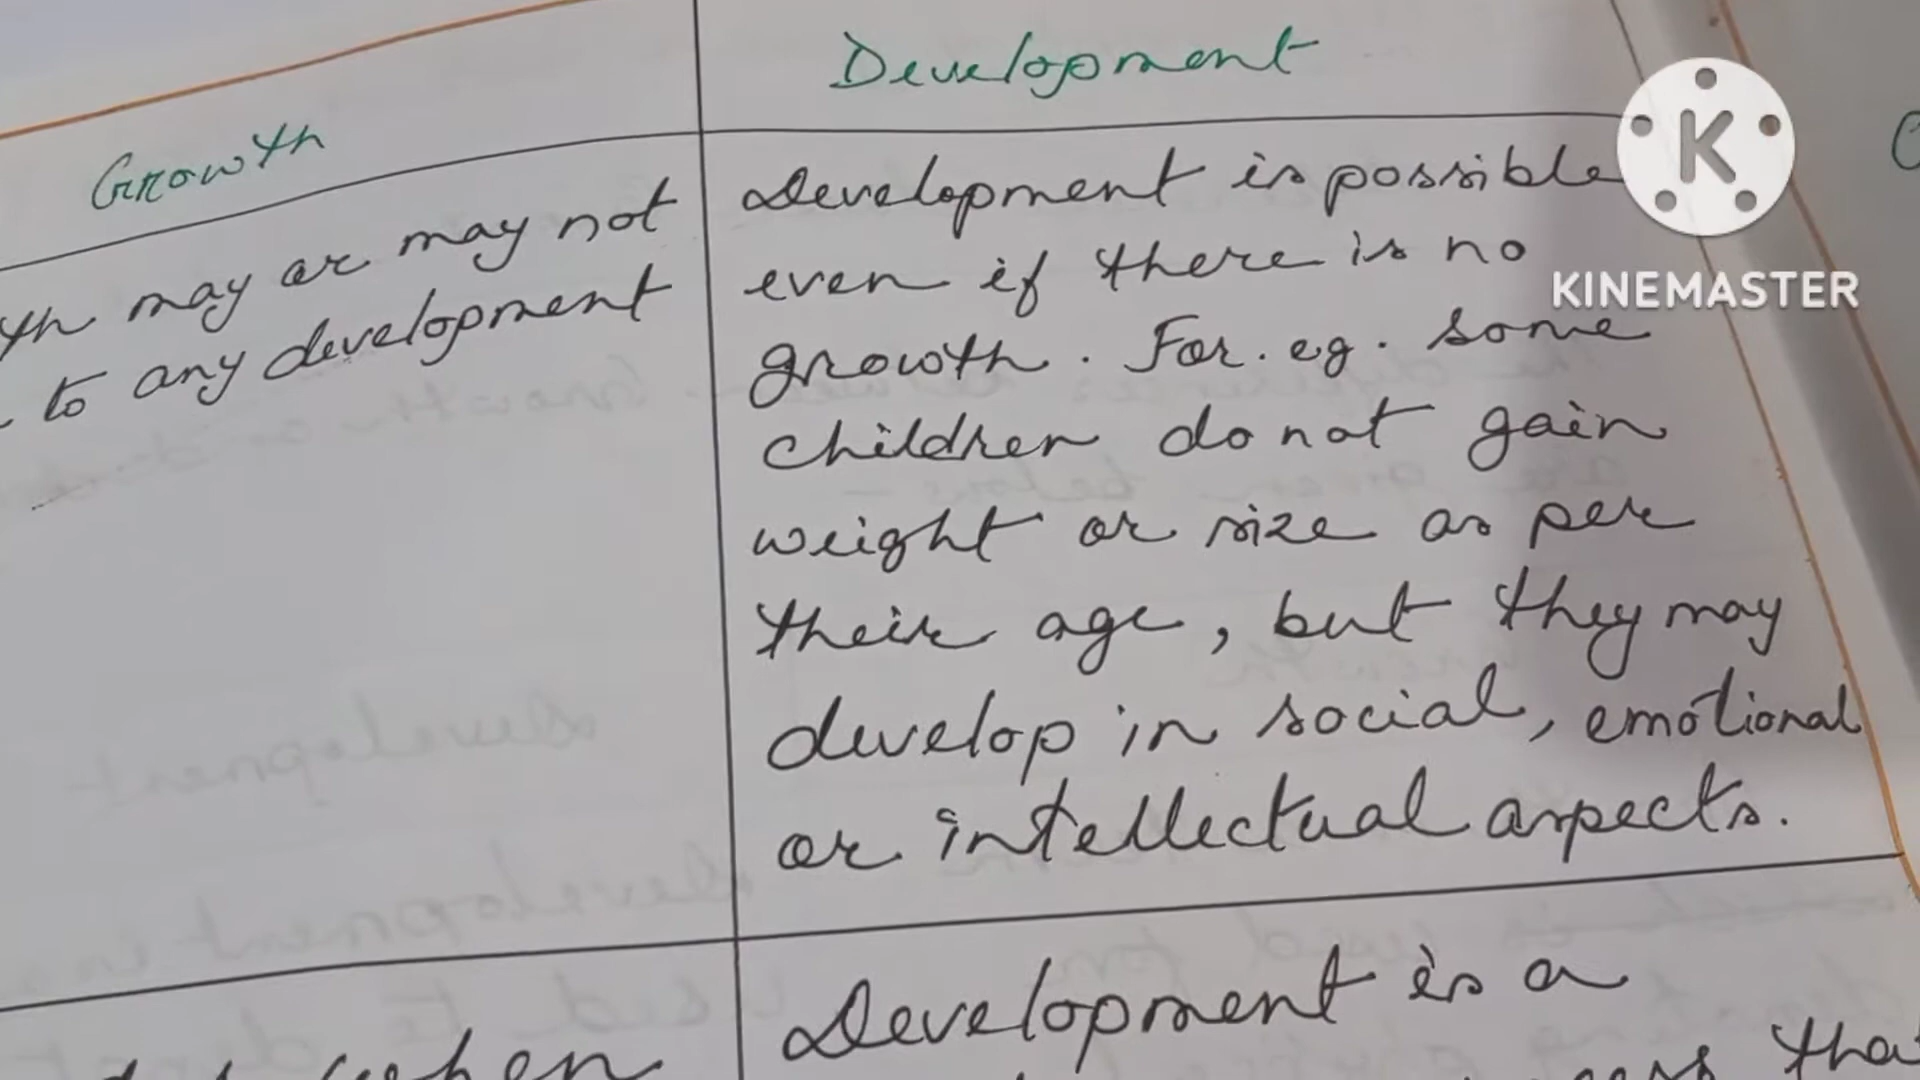 Growth
Development
may or may not
to any development
Development is possible
even if there is no
growth. For. eg. some
children do not gain
weight or size as per
their age, but they may
develop in social, emotional
or intellectual aspects.
when
Development is a
KINEMASTER